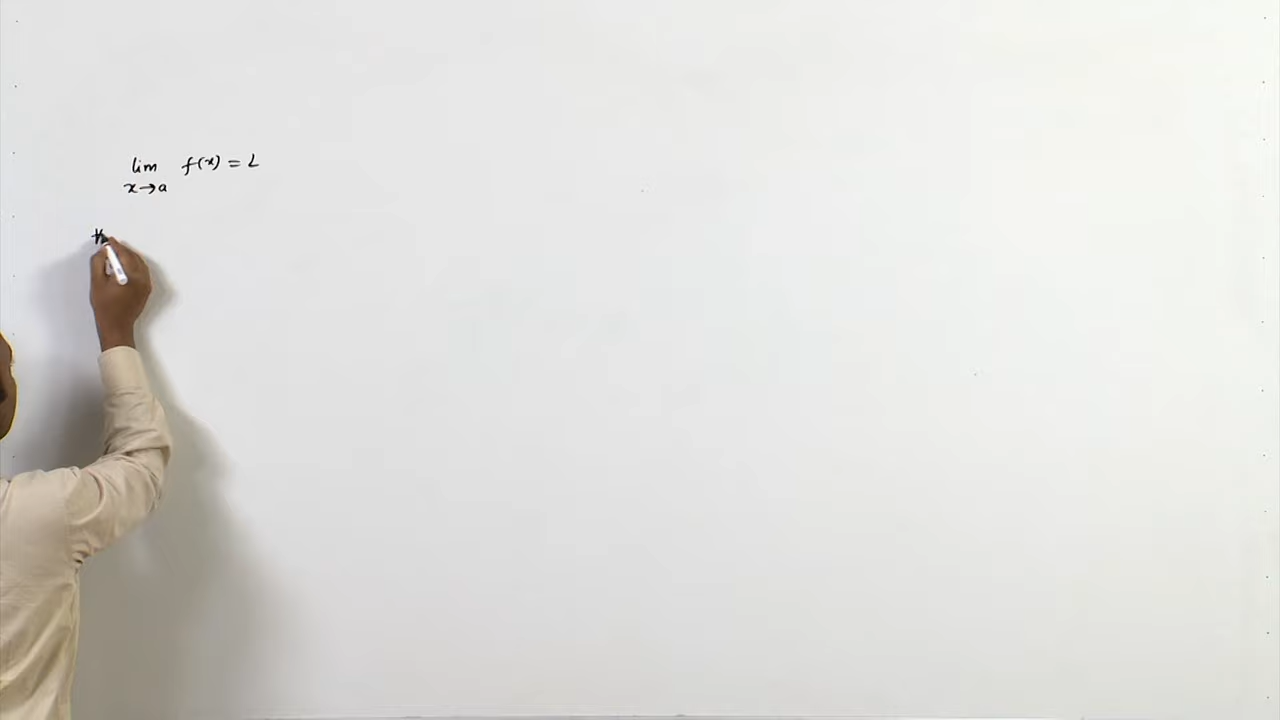 lim f(x) = L
x→a